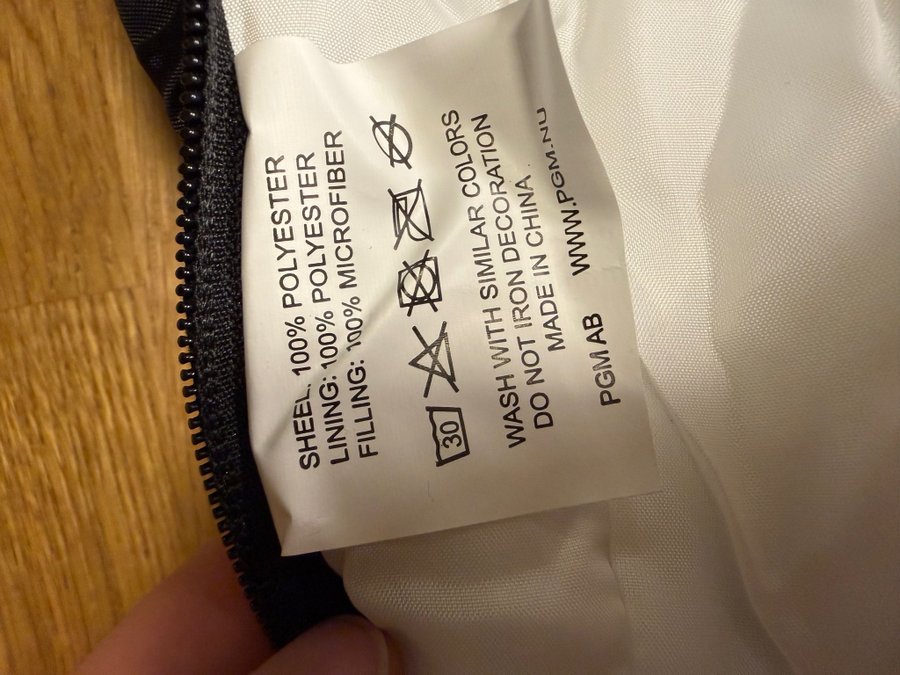 SHEEL: 100% POLYESTER
LINING: 100% POLYESTER
FILLING: 100% MICROFIBER
30
WASH WITH SIMILAR COLORS
DO NOT IRON DECORATION
MADE IN CHINA
PGM AB WWW.PGM.NU